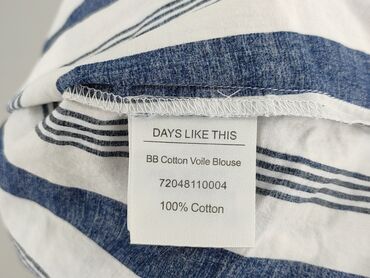 DAYS LIKE THIS
BB Cotton Voile Blouse
72048110004
100% Cotton